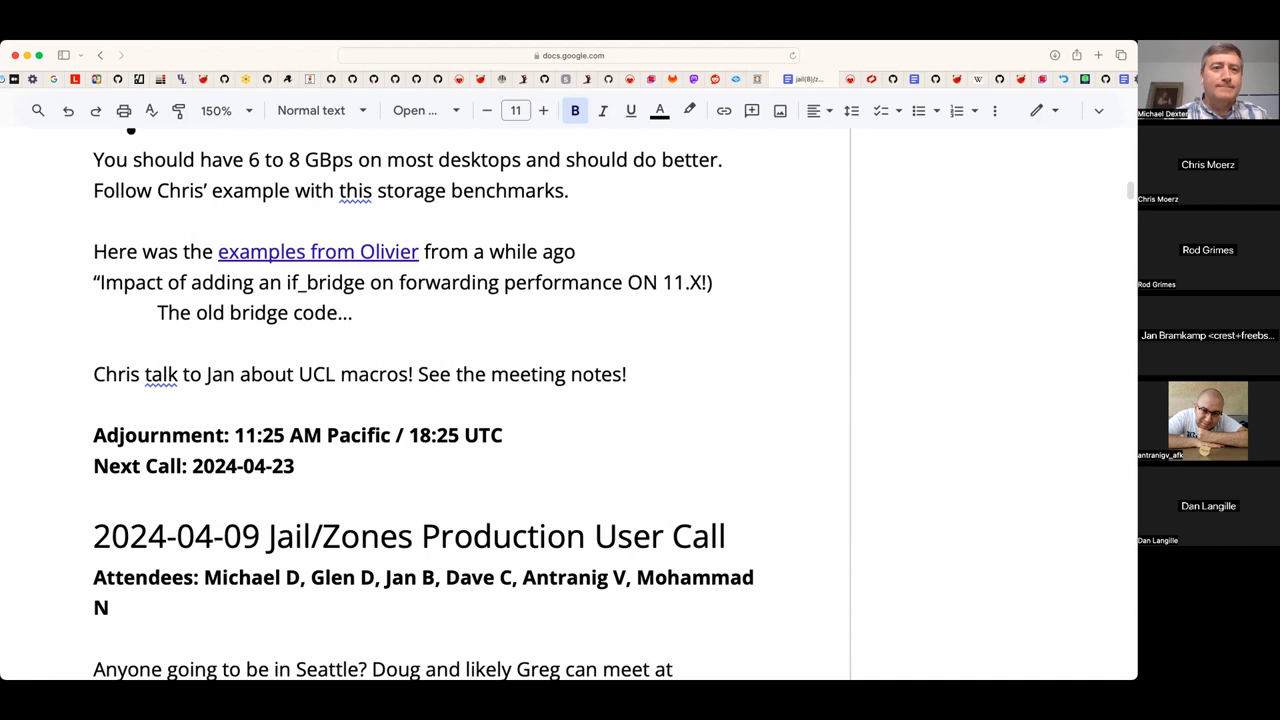 docs.google.com
jail(8)/z...
150%
Normal text
Open ...
11
B
I
U
A
You should have 6 to 8 GBps on most desktops and should do better.
Follow Chris’ example with this storage benchmarks.
Here was the examples from Olivier from a while ago
“Impact of adding an if_bridge on forwarding performance ON 11.X!)
The old bridge code…
Chris talk to Jan about UCL macros! See the meeting notes!
Adjournment: 11:25 AM Pacific / 18:25 UTC
Next Call: 2024-04-23
2024-04-09 Jail/Zones Production User Call
Attendees: Michael D, Glen D, Jan B, Dave C, Antranig V, Mohammad
N
Anyone going to be in Seattle? Doug and likely Greg can meet at
Michael Dexter
Chris Moerz
Chris Moerz
Rod Grimes
Rod Grimes
Jan Bramkamp <crest+freebs...
antranigv_afk
Dan Langille
Dan Langille